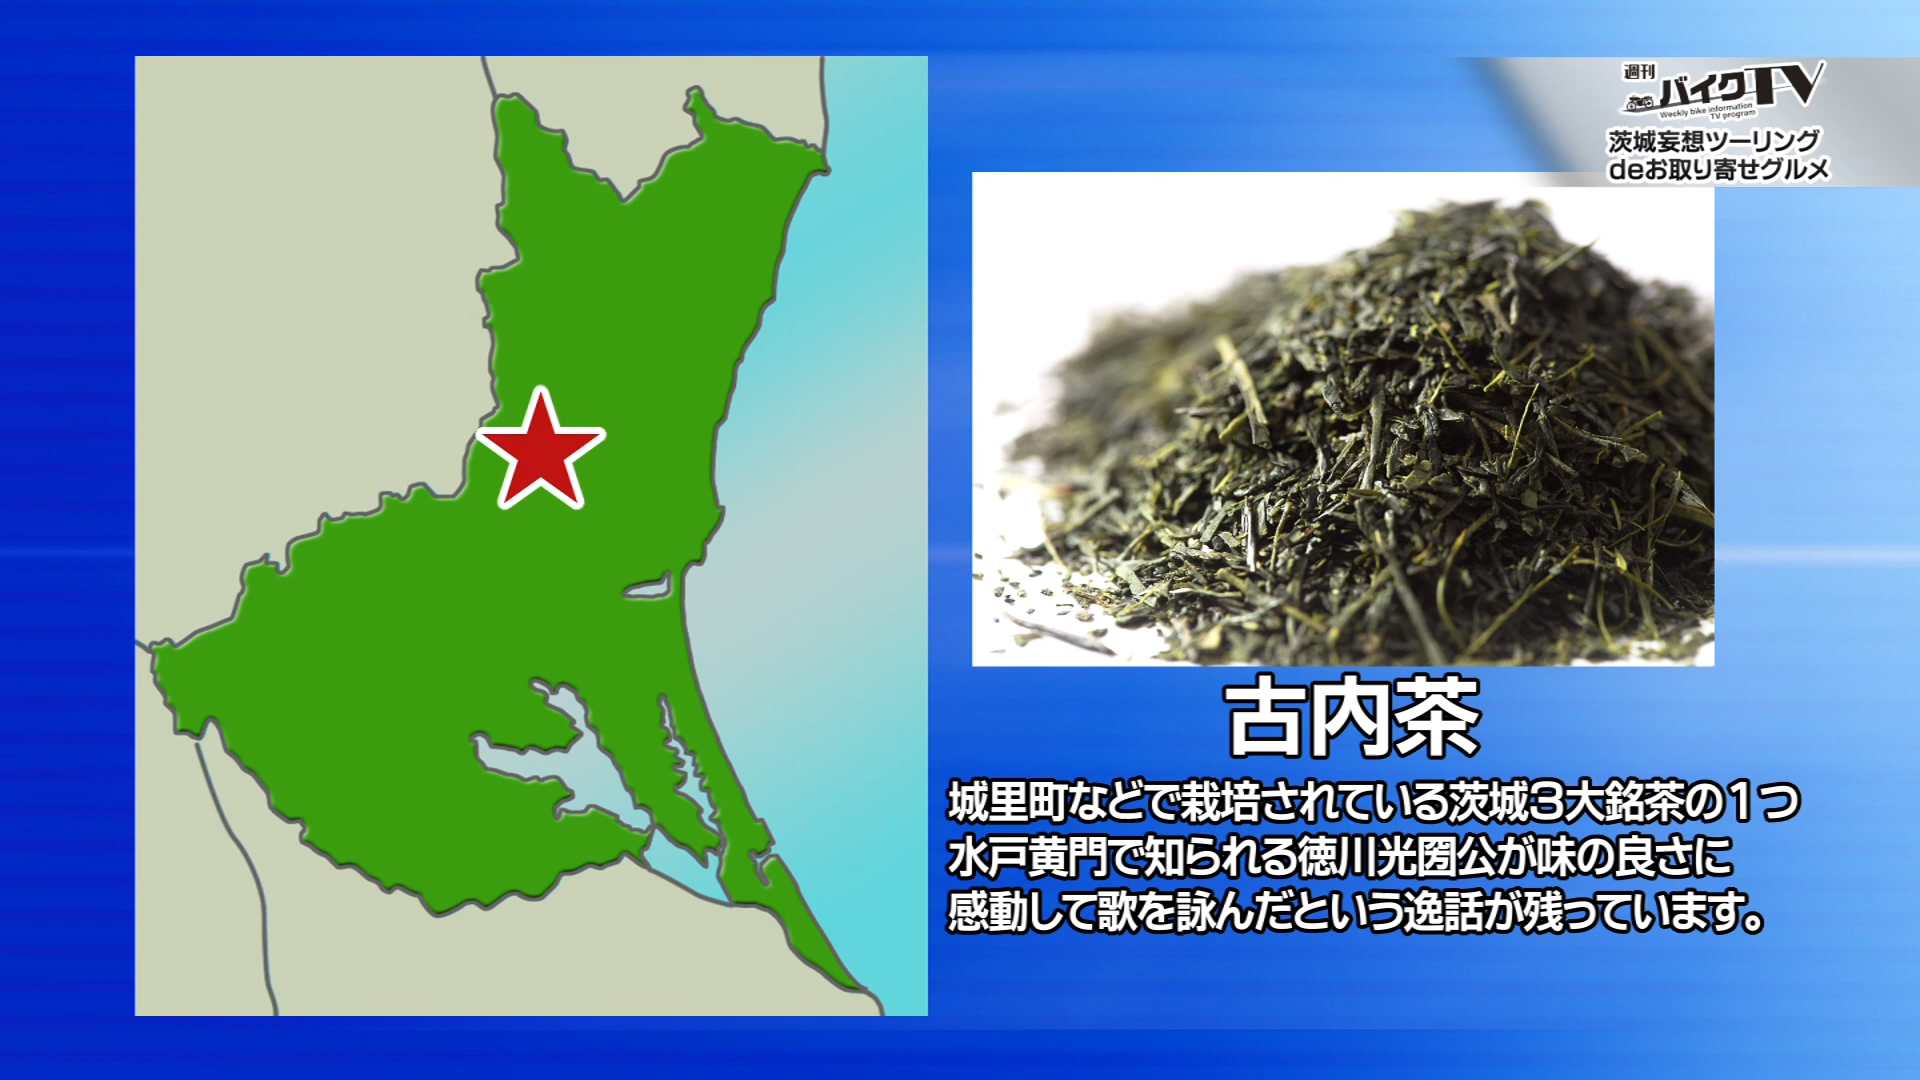 週刊
バイクTV
Weekly bike information
TV program
茨城妄想ツーリング
deお取り寄せグルメ
古内茶
城里町などで栽培されている茨城3大銘茶の1つ
水戸黄門で知られる徳川光圀公が味の良さに
感動して歌を詠んだという逸話が残っています。